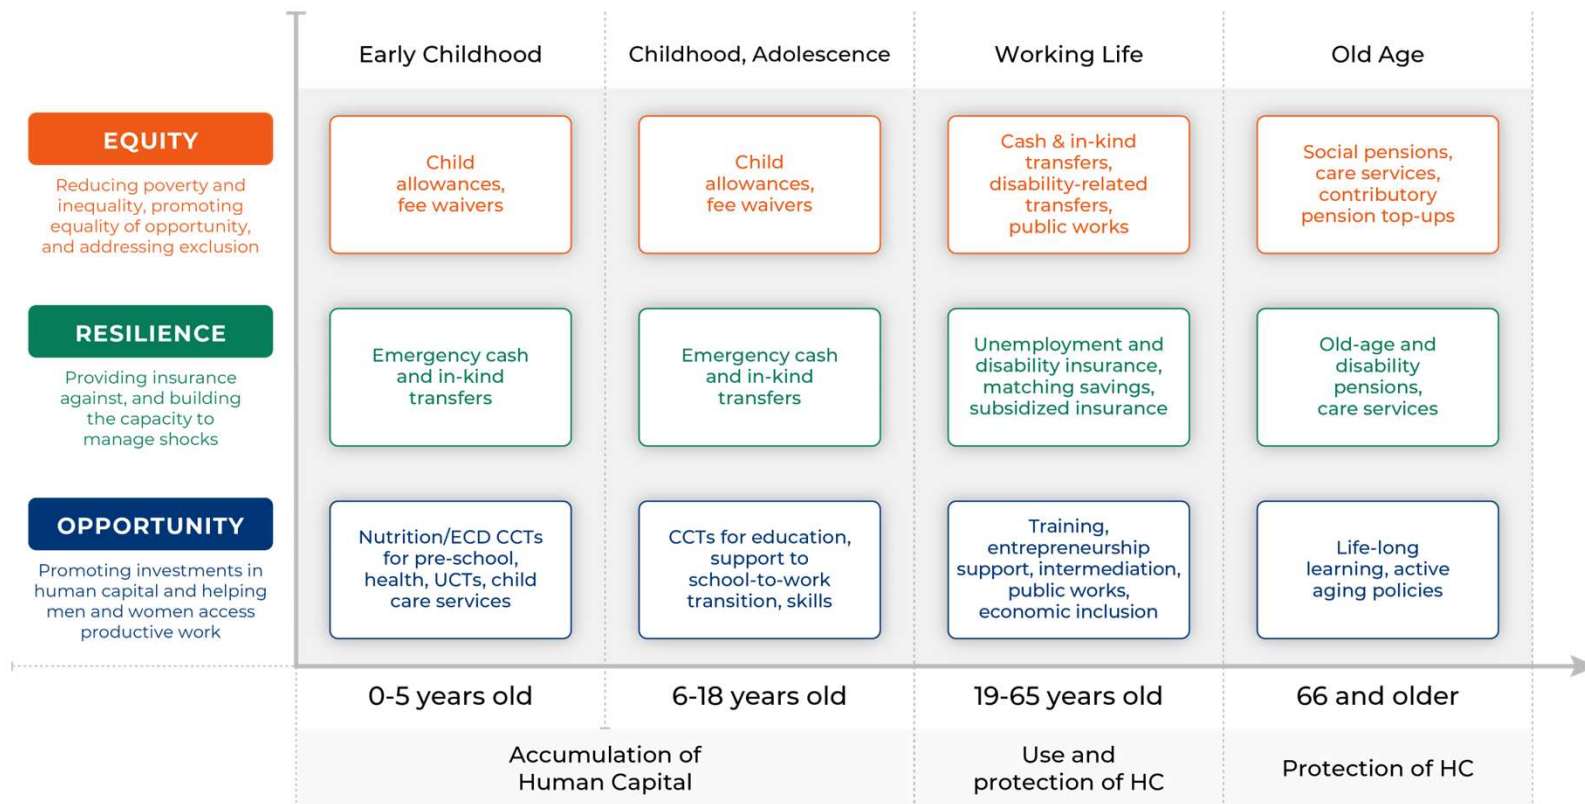 Early Childhood
Childhood, Adolescence
Working Life
Old Age
EQUITY
Reducing poverty and
inequality, promoting
equality of opportunity,
and addressing exclusion
Child
allowances,
fee waivers
Child
allowances,
fee waivers
Cash & in-kind
transfers,
disability-related
transfers,
public works
Social pensions,
care services,
contributory
pension top-ups
RESILIENCE
Providing insurance
against, and building
the capacity to
manage shocks
Emergency cash
and in-kind
transfers
Emergency cash
and in-kind
transfers
Unemployment and
disability insurance,
matching savings,
subsidized insurance
Old-age and
disability
pensions,
care services
OPPORTUNITY
Promoting investments in
human capital and helping
men and women access
productive work
Nutrition/ECD CCTs
for pre-school,
health, UCTs, child
care services
CCTs for education,
support to
school-to-work
transition, skills
Training,
entrepreneurship
support, intermediation,
public works,
economic inclusion
Life-long
learning, active
aging policies
0-5 years old
6-18 years old
19-65 years old
66 and older
Accumulation of
Human Capital
Use and
protection of HC
Protection of HC